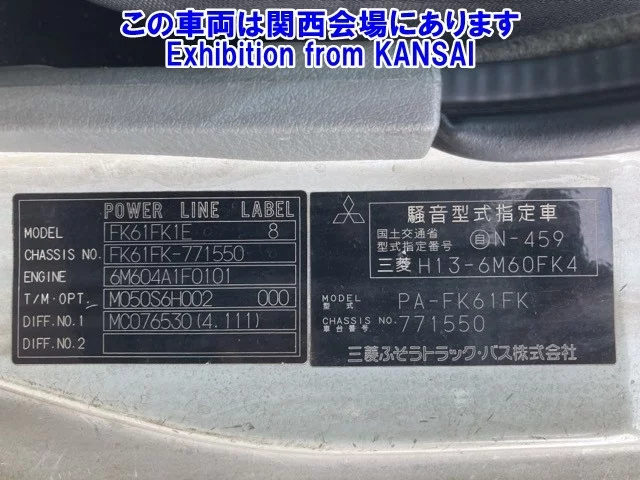 この車両は関西会場にあります
Exhibition from KANSAI
POWER LINE LABEL
MODEL FK61FK1E 8
CHASSIS NO. FK61FK-771550
ENGINE 6M604A1F0101
T/M・OPT. M050S6H002 000
DIFF. NO.1 MC076530(4.111)
DIFF. NO.2
騒音型式指定車
国土交通省
型式指定番号 自N-459
三菱 H13-6M60FK4
MODEL
型式 PA-FK61FK
CHASSIS NO.
車台番号 771550
三菱ふそうトラック・バス株式会社